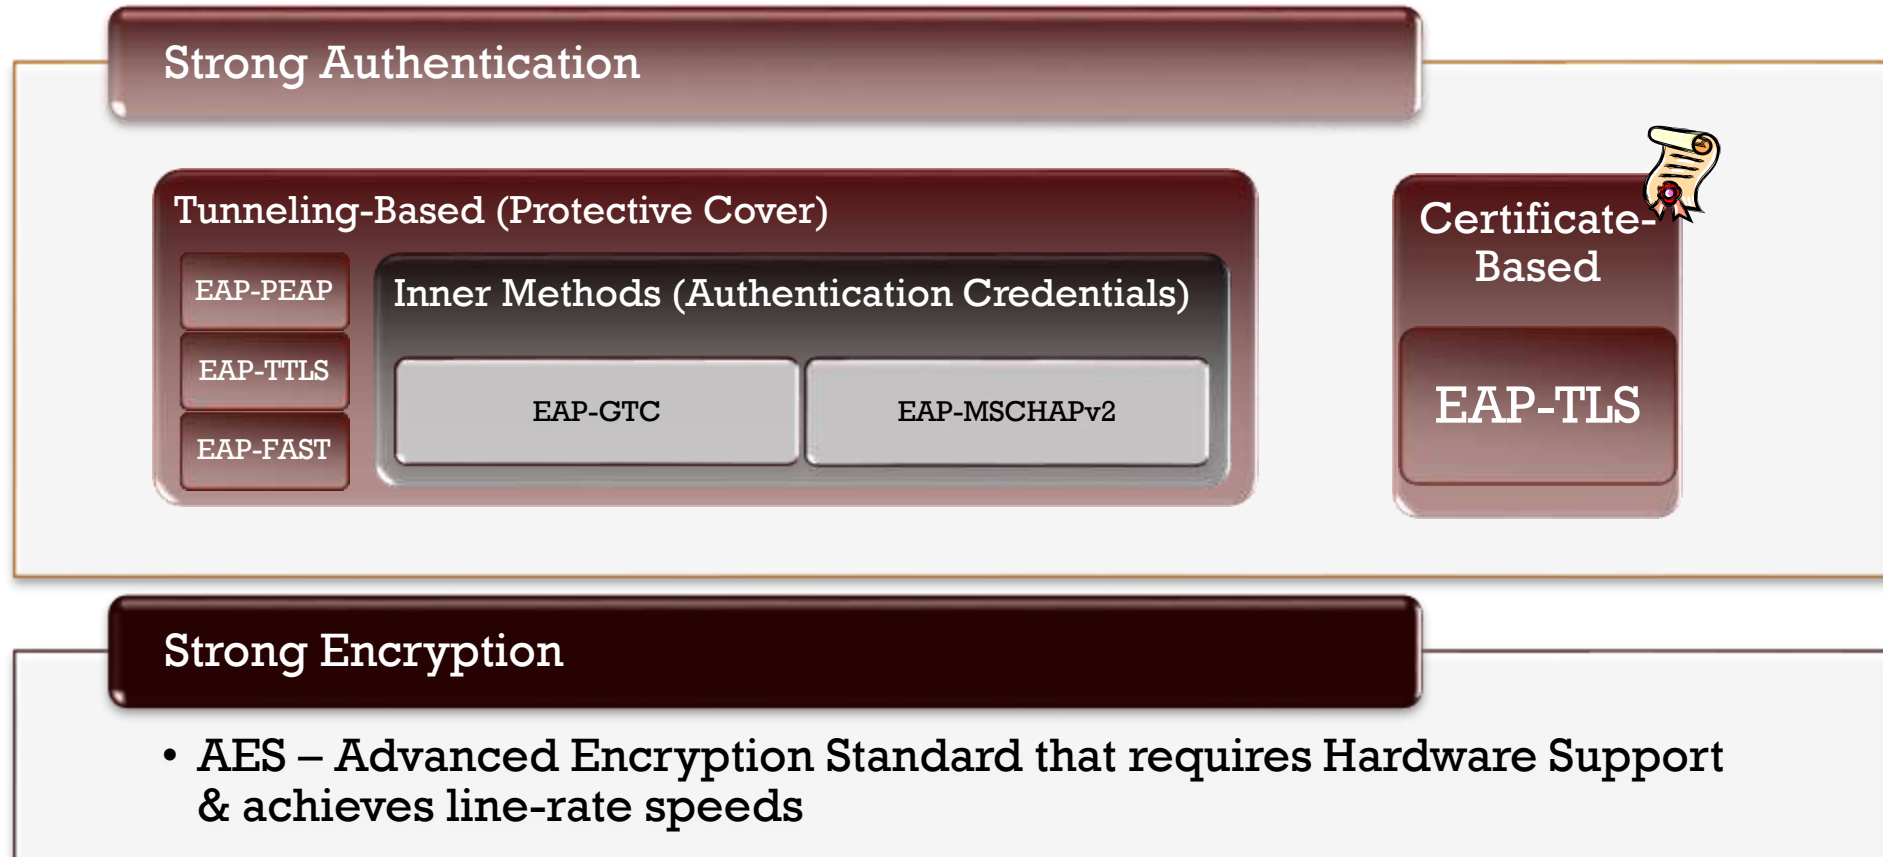 Strong Authentication
Tunneling-Based (Protective Cover)
EAP-PEAP
EAP-TTLS
EAP-FAST
Inner Methods (Authentication Credentials)
EAP-GTC
EAP-MSCHAPv2
Certificate-
Based
EAP-TLS
Strong Encryption
• AES – Advanced Encryption Standard that requires Hardware Support
& achieves line-rate speeds